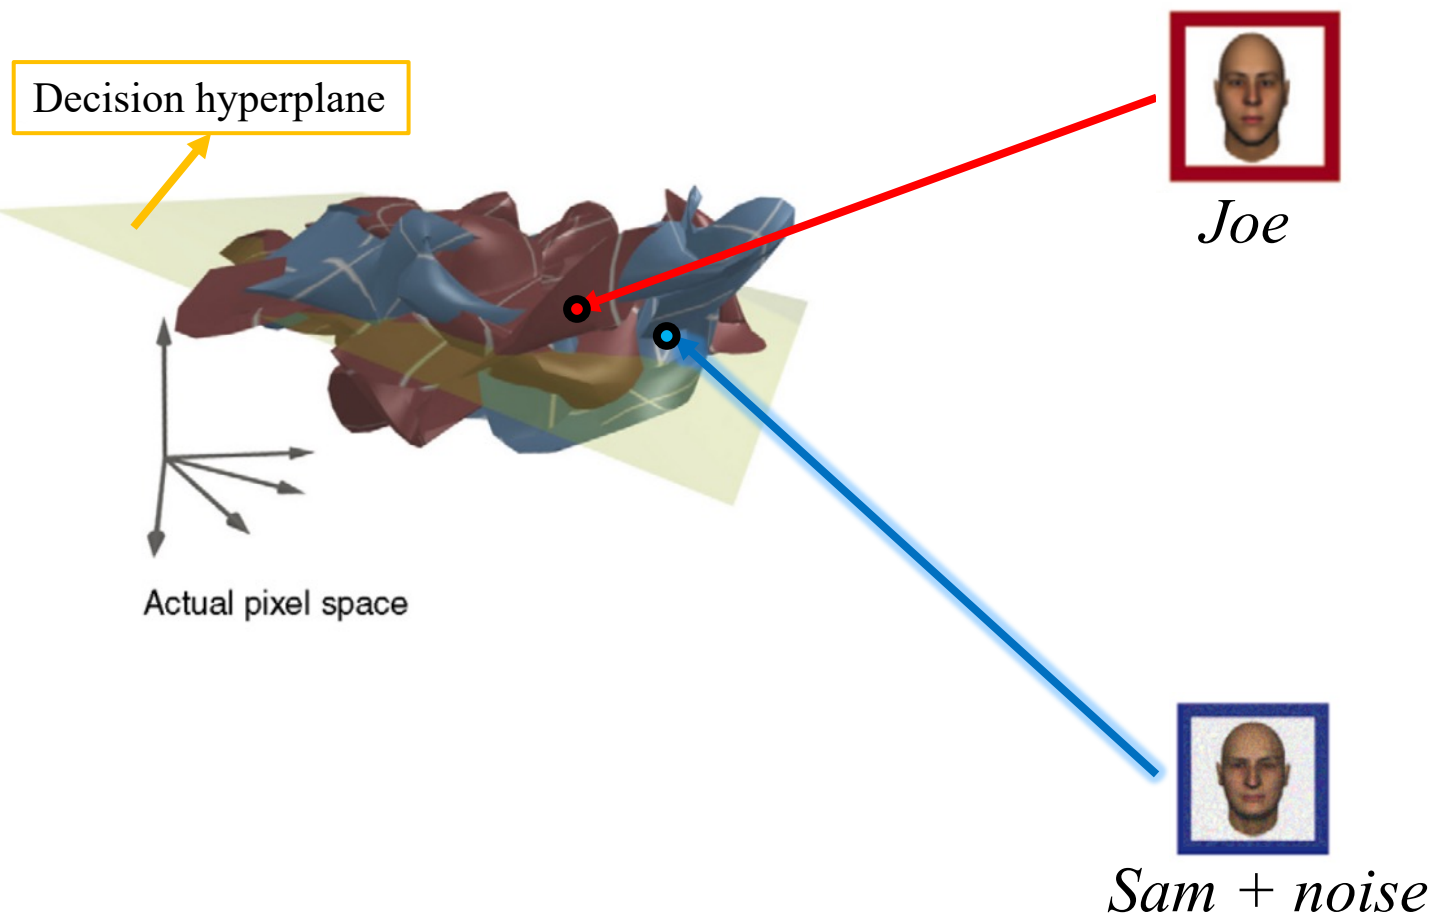 Decision hyperplane
Joe
Actual pixel space
Sam + noise